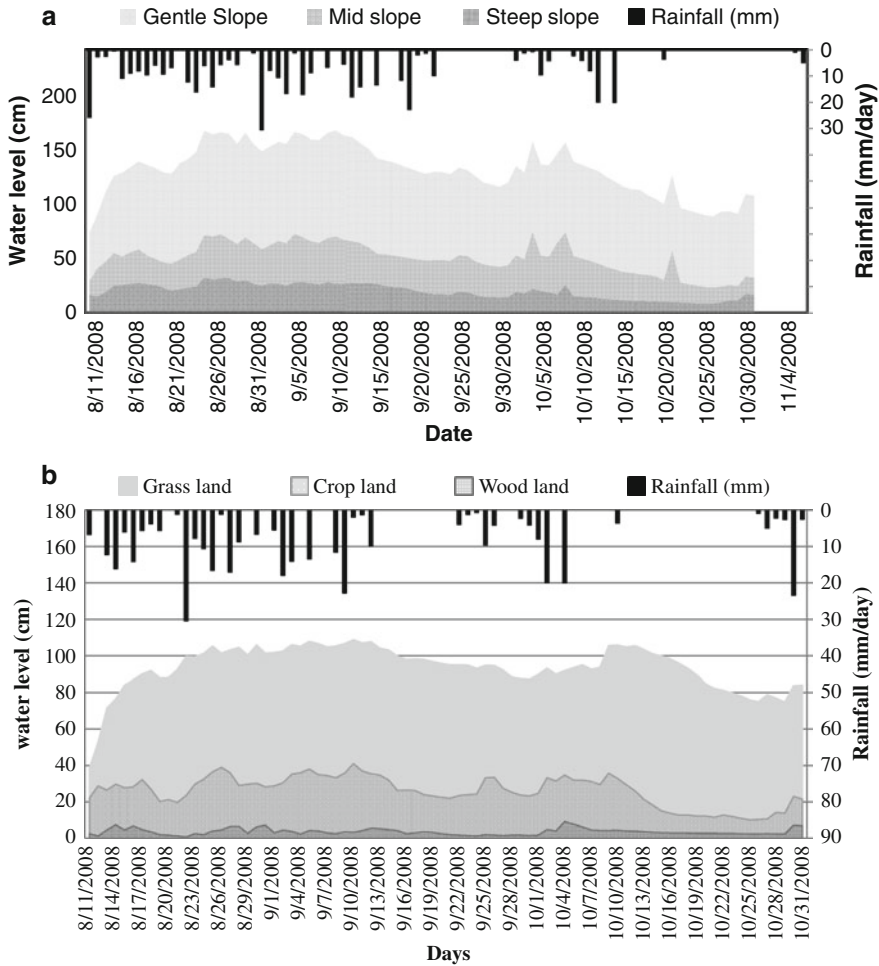 a
Gentle Slope Mid slope Steep slope Rainfall (mm)
Water level (cm)
200
150
100
50
0
0
10
20
30
Rainfall (mm/day)
8/11/2008 8/16/2008 8/21/2008 8/26/2008 8/31/2008 9/5/2008 9/10/2008 9/15/2008 9/20/2008 9/25/2008 9/30/2008 10/5/2008 10/10/2008 10/15/2008 10/20/2008 10/25/2008 10/30/2008 11/4/2008
Date
b
Grass land Crop land Wood land Rainfall (mm)
water level (cm)
180
160
140
120
100
80
60
40
20
0
0
10
20
30
40
50
60
70
80
90
Rainfall (mm/day)
8/11/2008 8/14/2008 8/17/2008 8/20/2008 8/23/2008 8/26/2008 8/29/2008 9/1/2008 9/4/2008 9/7/2008 9/10/2008 9/13/2008 9/16/2008 9/19/2008 9/22/2008 9/25/2008 9/28/2008 10/1/2008 10/4/2008 10/7/2008 10/10/2008 10/13/2008 10/16/2008 10/19/2008 10/22/2008 10/25/2008 10/28/2008 10/31/2008
Days